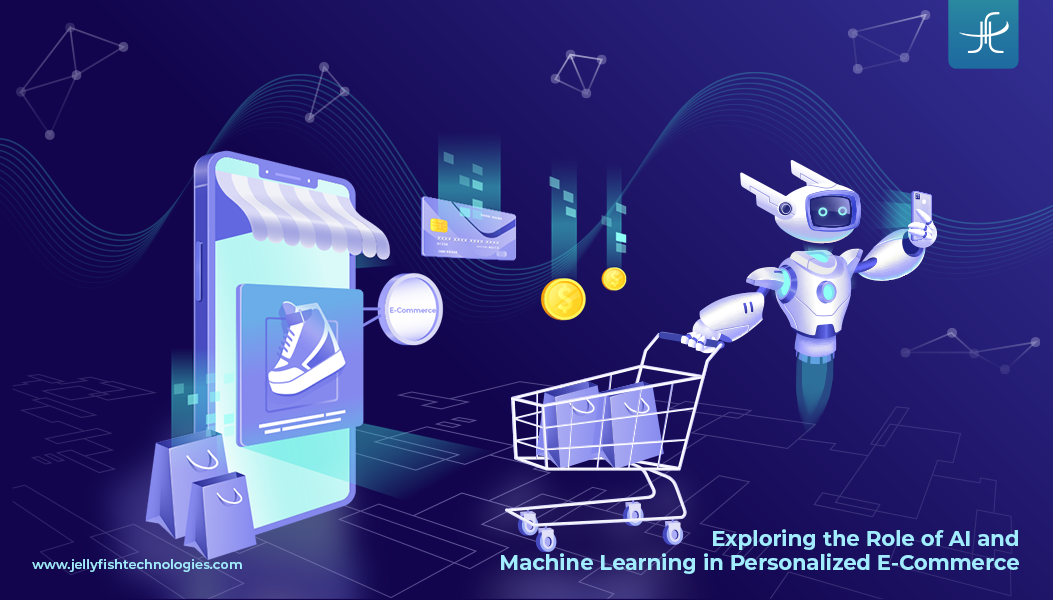 E-Commerce
www.jellyfishtechnologies.com
Exploring the Role of AI and
Machine Learning in Personalized E-Commerce